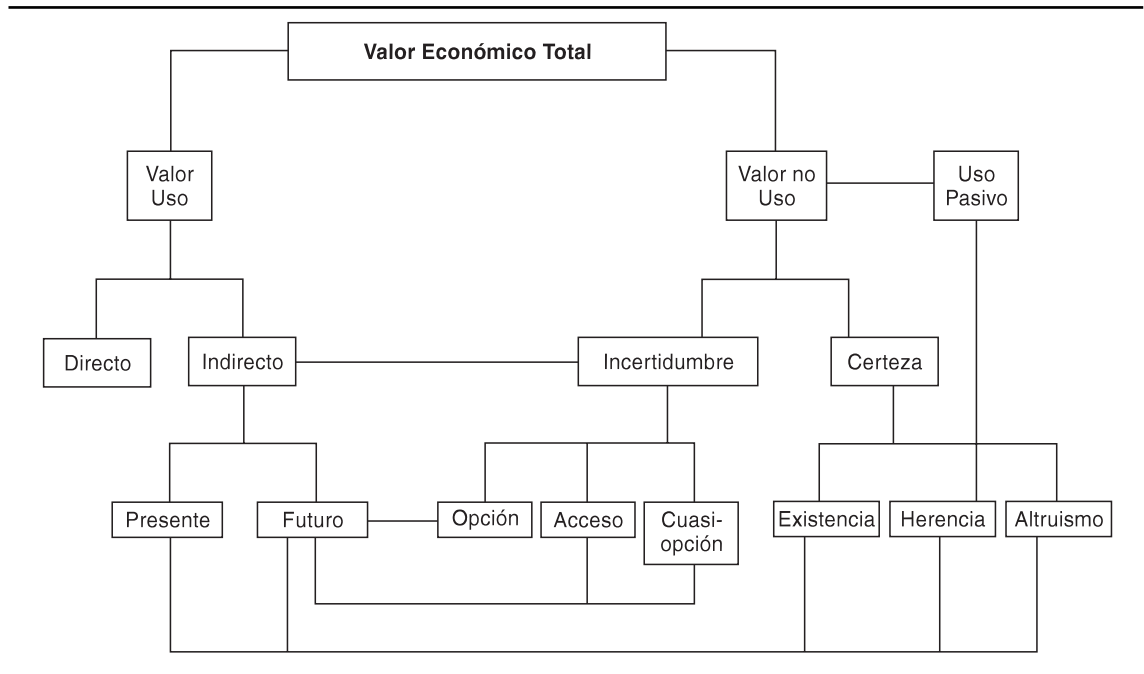 Valor Económico Total
Valor
Uso
Valor no
Uso
Uso
Pasivo
Directo
Indirecto
Incertidumbre
Certeza
Presente
Futuro
Opción
Acceso
Cuasi-
opción
Existencia
Herencia
Altruismo